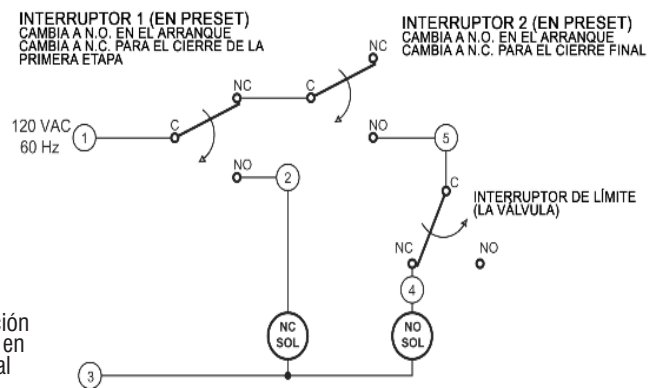 INTERRUPTOR 1 (EN PRESET)
CAMBIA A N.O. EN EL ARRANQUE
CAMBIA A N.C. PARA EL CIERRE DE LA
PRIMERA ETAPA
INTERRUPTOR 2 (EN PRESET)
CAMBIA A N.O. EN EL ARRANQUE
CAMBIA A N.C. PARA EL CIERRE FINAL
NC
NC
C
120 VAC
60 Hz
1
C
NO
5
NO
2
C
INTERRUPTOR DE LÍMITE
(LA VÁLVULA)
NC
NO
4
ción
en
al
NC
SOL
NO
SOL
3